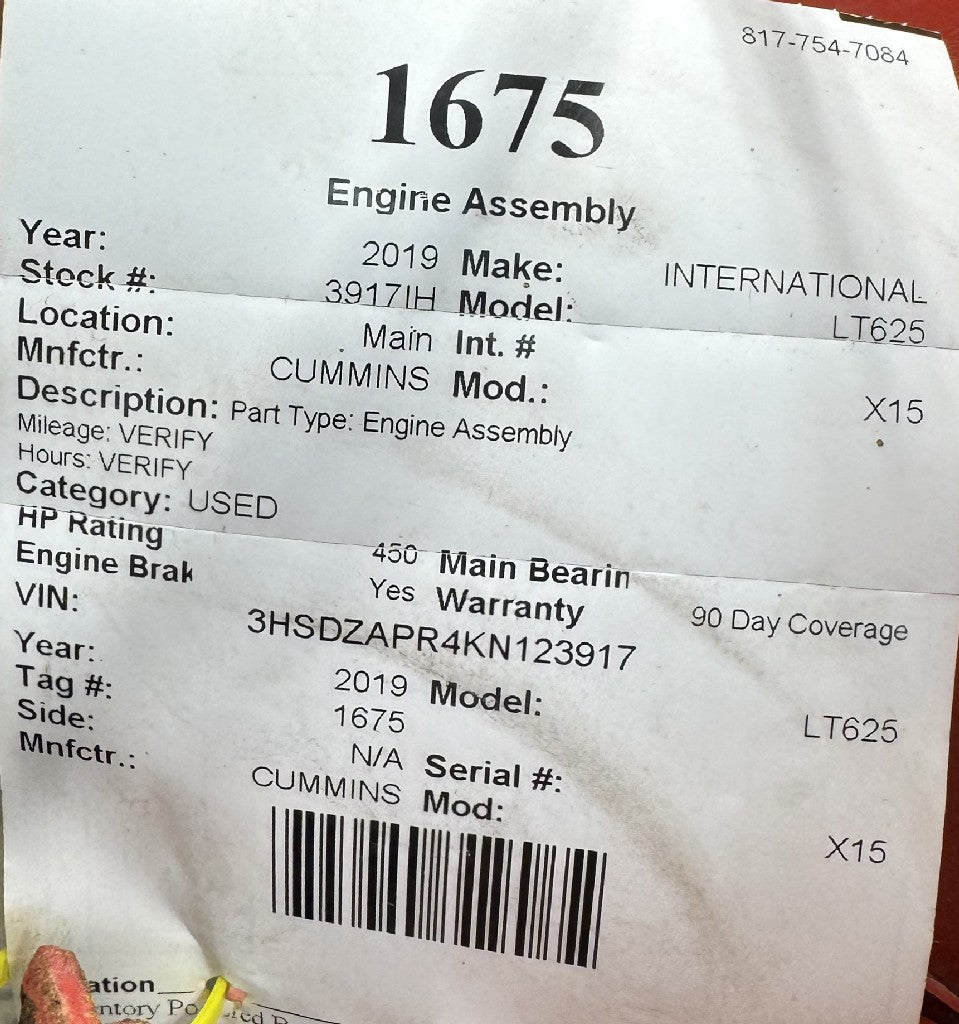 817-754-7084
1675
Engine Assembly
Year: 2019 Make: INTERNATIONAL
Stock #: 3917IH Model: LT625
Location: Main Int. #
Mnfctr.: CUMMINS Mod.: X15
Description: Part Type: Engine Assembly
Mileage: VERIFY
Hours: VERIFY
Category: USED
HP Rating 450 Main Bearin
Engine Brak Yes Warranty 90 Day Coverage
VIN: 3HSDZAPR4KN123917
Year: 2019 Model: LT625
Tag #: 1675
Side: N/A Serial #:
Mnfctr.: CUMMINS Mod: X15
ation
ntory Po